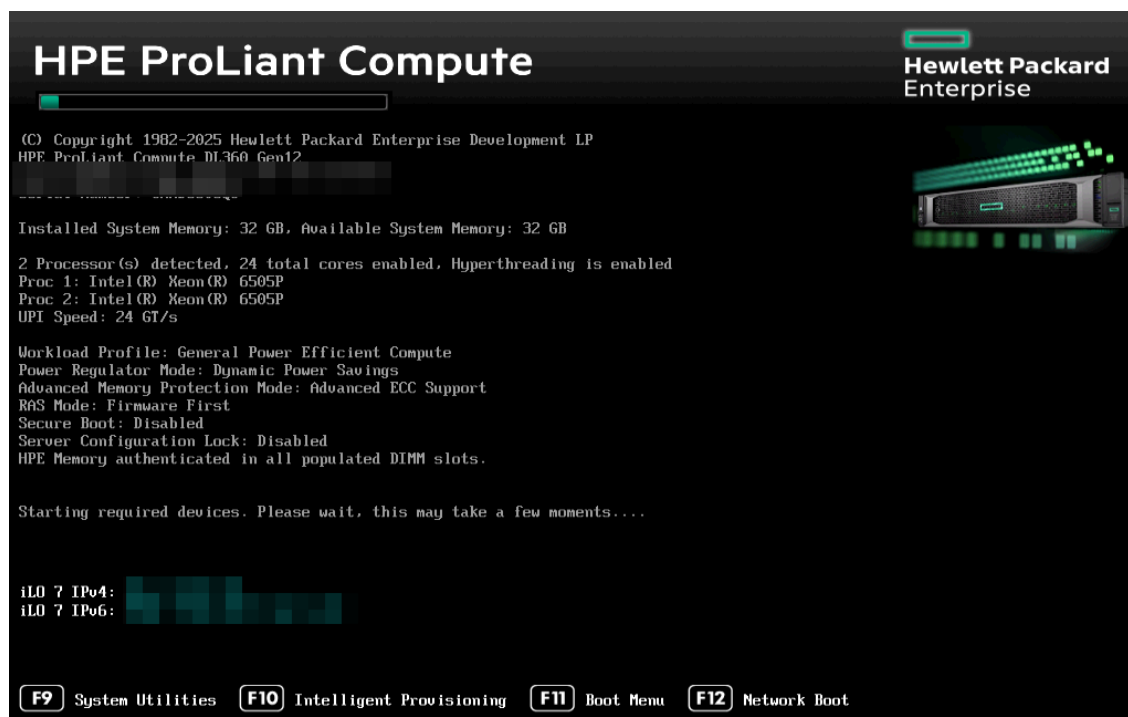 HPE ProLiant Compute
Hewlett Packard
Enterprise
(C) Copyright 1982-2025 Hewlett Packard Enterprise Development LP
HPE ProLiant Compute DL360 Gen12
Installed System Memory: 32 GB, Available System Memory: 32 GB
2 Processor(s) detected, 24 total cores enabled, Hyperthreading is enabled
Proc 1: Intel(R) Xeon(R) 6505P
Proc 2: Intel(R) Xeon(R) 6505P
UPI Speed: 24 GT/s
Workload Profile: General Power Efficient Compute
Power Regulator Mode: Dynamic Power Savings
Advanced Memory Protection Mode: Advanced ECC Support
RAS Mode: Firmware First
Secure Boot: Disabled
Server Configuration Lock: Disabled
HPE Memory authenticated in all populated DIMM slots.
Starting required devices. Please wait, this may take a few moments....
iLO 7 IPv4:
iLO 7 IPv6:
F9 System Utilities F10 Intelligent Provisioning F11 Boot Menu F12 Network Boot